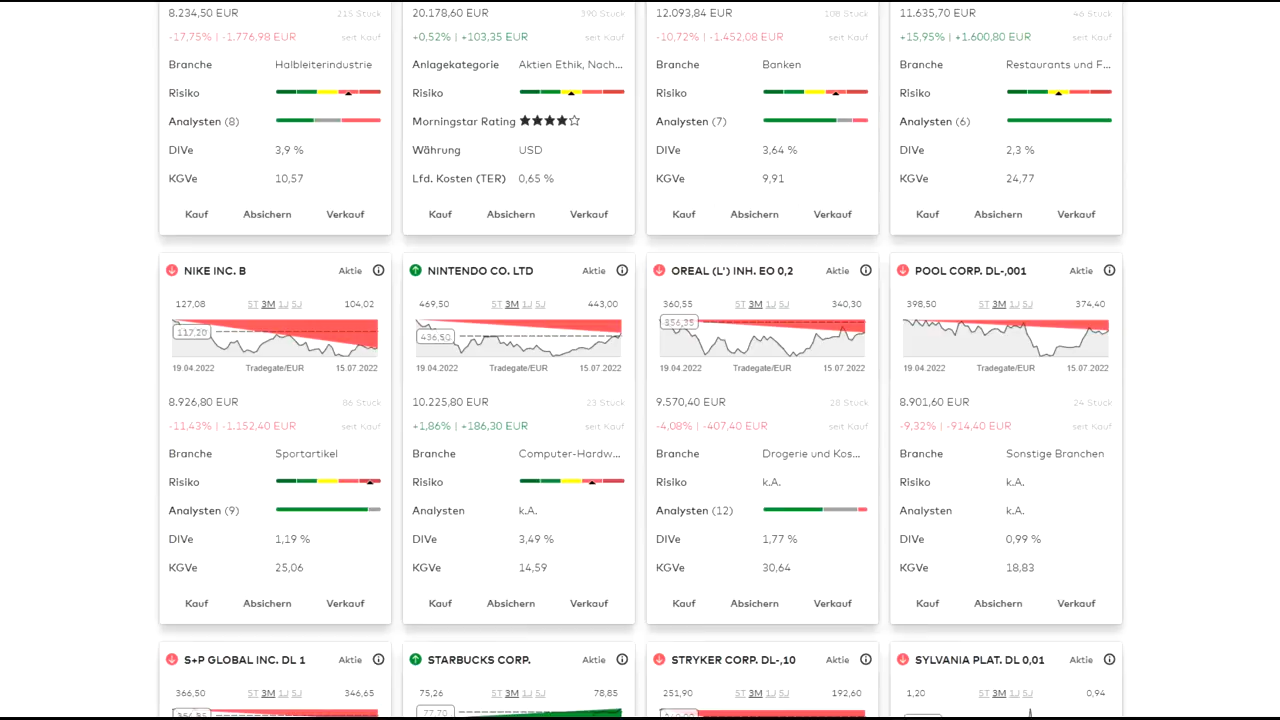 8.234,50 EUR 215 Stück
-17,75% | -1.776,98 EUR seit Kauf
Branche Halbleiterindustrie
Risiko
Analysten (8)
DIVe 3,9 %
KGVe 10,57
Kauf Absichern Verkauf
20.178,60 EUR 390 Stück
+0,52% | +103,35 EUR seit Kauf
Anlagekategorie Aktien Ethik, Nach...
Risiko
Morningstar Rating ★★★★☆
Währung USD
Lfd. Kosten (TER) 0,65 %
Kauf Absichern Verkauf
12.093,84 EUR 108 Stück
-10,72% | -1.452,08 EUR seit Kauf
Branche Banken
Risiko
Analysten (7)
DIVe 3,64 %
KGVe 9,91
Kauf Absichern Verkauf
11.635,70 EUR 46 Stück
+15,95% | +1.600,80 EUR seit Kauf
Branche Restaurants und F...
Risiko
Analysten (6)
DIVe 2,3 %
KGVe 24,77
Kauf Absichern Verkauf
NIKE INC. B Aktie
127,08 5T 3M 1J 5J 104,02
117,20
19.04.2022 Tradegate/EUR 15.07.2022
8.926,80 EUR 86 Stück
-11,43% | -1.152,40 EUR seit Kauf
Branche Sportartikel
Risiko
Analysten (9)
DIVe 1,19 %
KGVe 25,06
Kauf Absichern Verkauf
NINTENDO CO. LTD Aktie
469,50 5T 3M 1J 5J 443,00
436,50
19.04.2022 Tradegate/EUR 15.07.2022
10.225,80 EUR 23 Stück
+1,86% | +186,30 EUR seit Kauf
Branche Computer-Hardw...
Risiko
Analysten k.A.
DIVe 3,49 %
KGVe 14,59
Kauf Absichern Verkauf
OREAL (L') INH. EO 0,2 Aktie
360,55 5T 3M 1J 5J 340,30
356,35
19.04.2022 Tradegate/EUR 15.07.2022
9.570,40 EUR 28 Stück
-4,08% | -407,40 EUR seit Kauf
Branche Drogerie und Kos...
Risiko k.A.
Analysten (12)
DIVe 1,77 %
KGVe 30,64
Kauf Absichern Verkauf
POOL CORP. DL-,001 Aktie
398,50 5T 3M 1J 5J 374,40
19.04.2022 Tradegate/EUR 15.07.2022
8.901,60 EUR 24 Stück
-9,32% | -914,40 EUR seit Kauf
Branche Sonstige Branchen
Risiko k.A.
Analysten k.A.
DIVe 0,99 %
KGVe 18,83
Kauf Absichern Verkauf
S+P GLOBAL INC. DL 1 Aktie
366,50 5T 3M 1J 5J 346,65
STARBUCKS CORP. Aktie
75,26 5T 3M 1J 5J 78,85
77,70
STRYKER CORP. DL-,10 Aktie
251,90 5T 3M 1J 5J 192,60
SYLVANIA PLAT. DL 0,01 Aktie
1,20 5T 3M 1J 5J 0,94